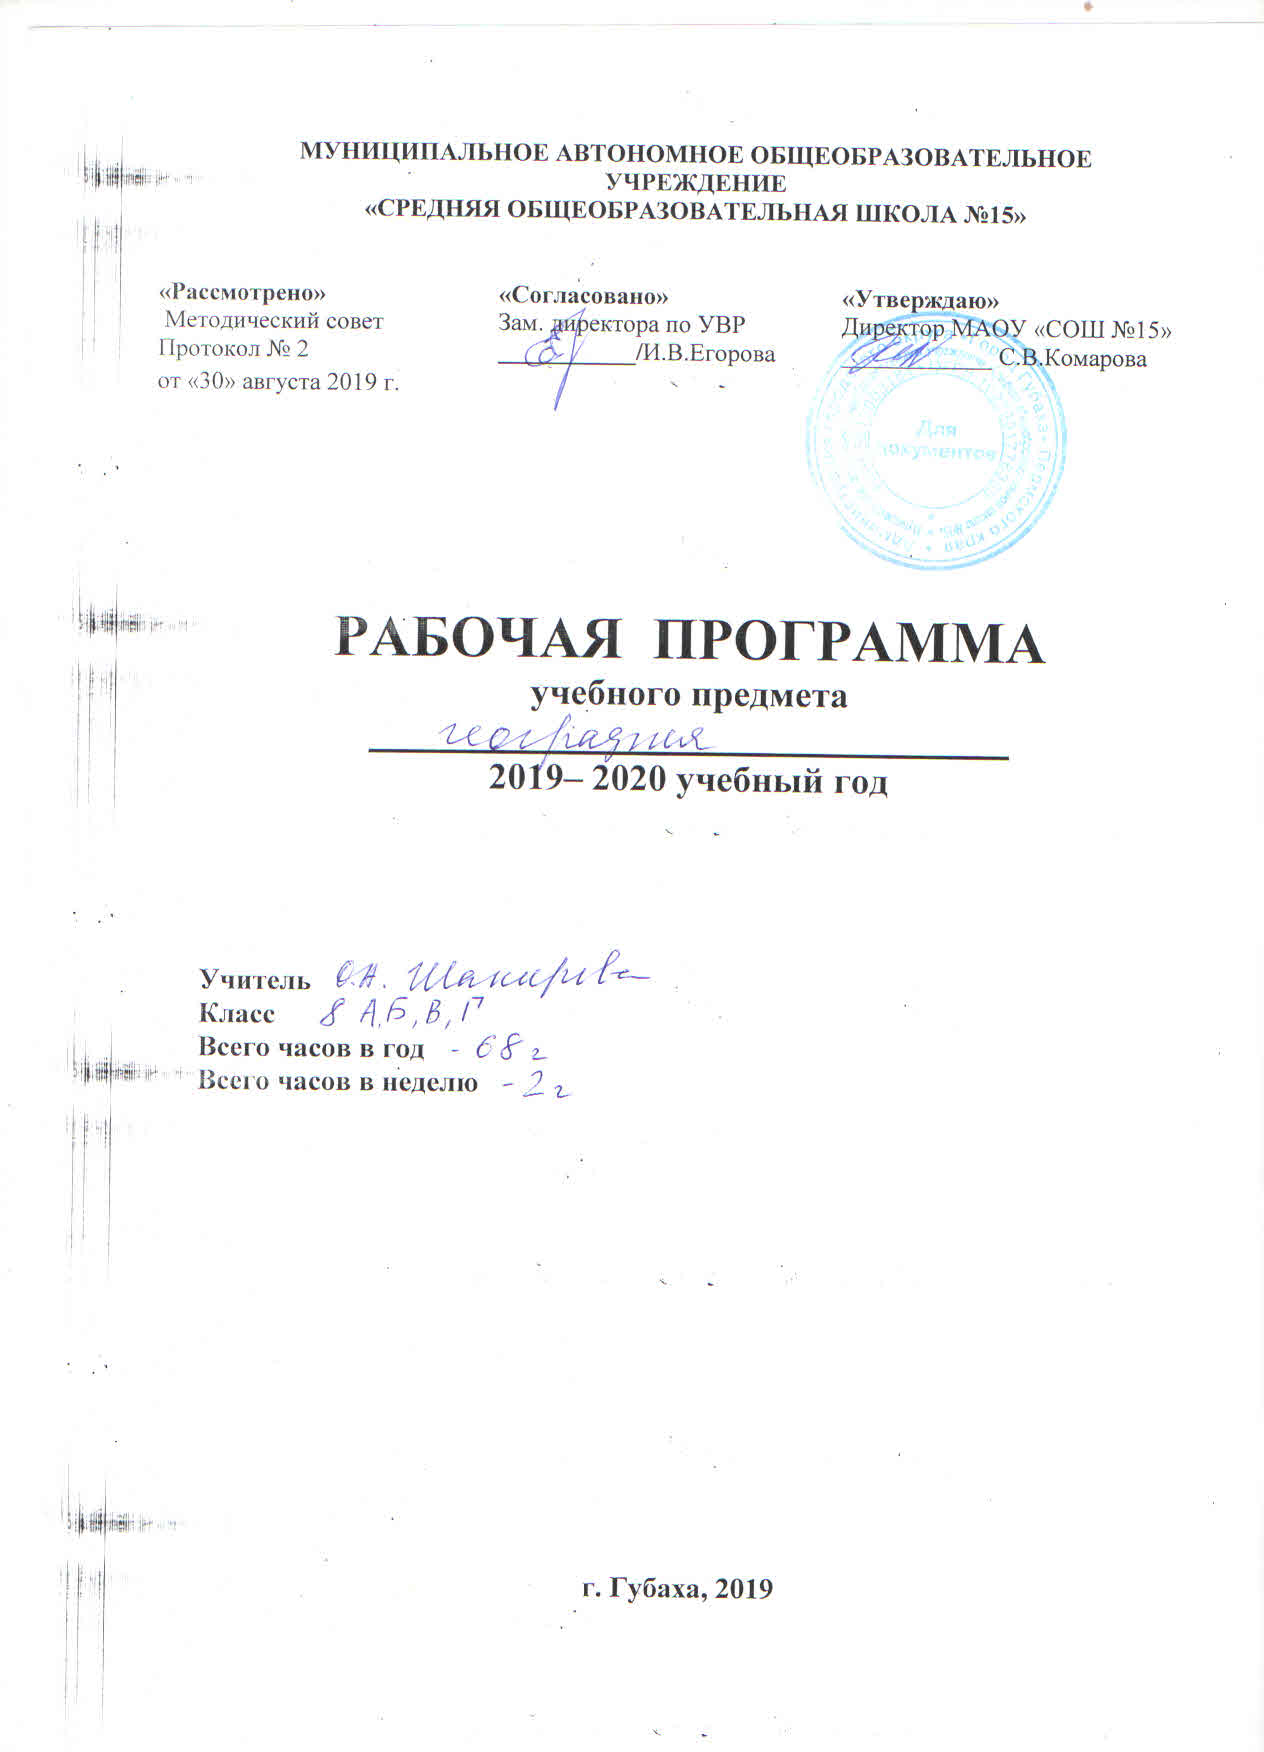 МУНИЦИПАЛЬНОЕ АВТОНОМНОЕ ОБЩЕОБРАЗОВАТЕЛЬНОЕ
УЧРЕЖДЕНИЕ
«СРЕДНЯЯ ОБЩЕОБРАЗОВАТЕЛЬНАЯ ШКОЛА №15»
«Рассмотрено»
Методический совет
Протокол № 2
от «30» августа 2019 г.
«Согласовано»
Зам. директора по УВР
/И.В.Егорова
«Утверждаю»
Директор МАОУ «СОШ №15»
С.В.Комарова
Для
документов
РАБОЧАЯ ПРОГРАММА
учебного предмета
география
2019– 2020 учебный год
Учитель О.А. Шакирова
Класс 8 А,Б,В,Г
Всего часов в год - 68 г
Всего часов в неделю - 2 г
г. Губаха, 2019